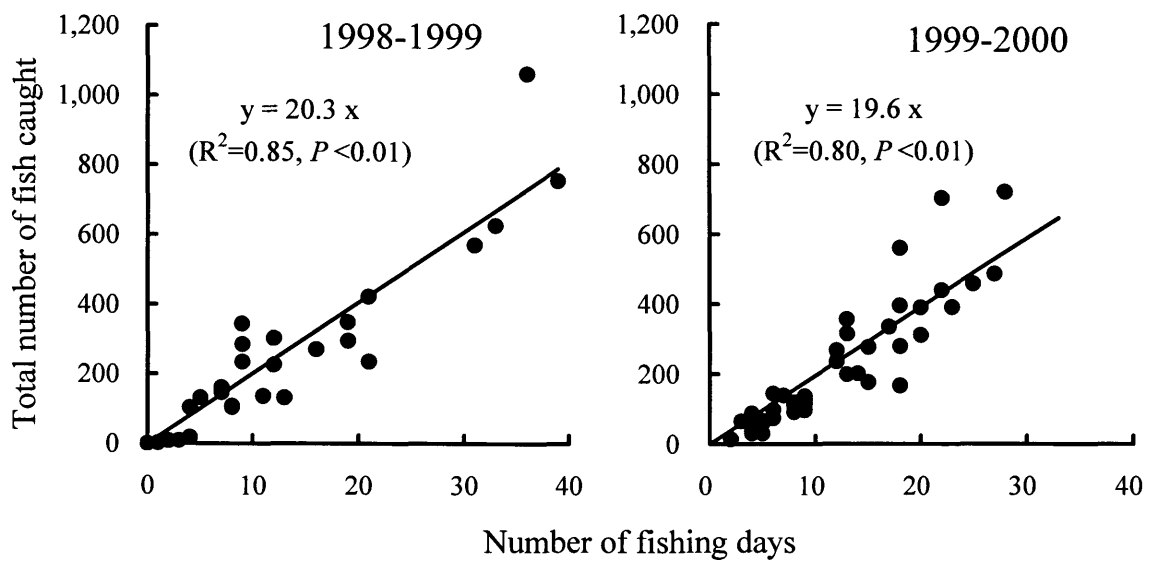 1998-1999
y = 20.3 x
(R²=0.85, P<0.01)
Total number of fish caught
1,200
1,000
800
600
400
200
0
0 10 20 30 40
1999-2000
y = 19.6 x
(R²=0.80, P<0.01)
1,200
1,000
800
600
400
200
0
0 10 20 30 40
Number of fishing days